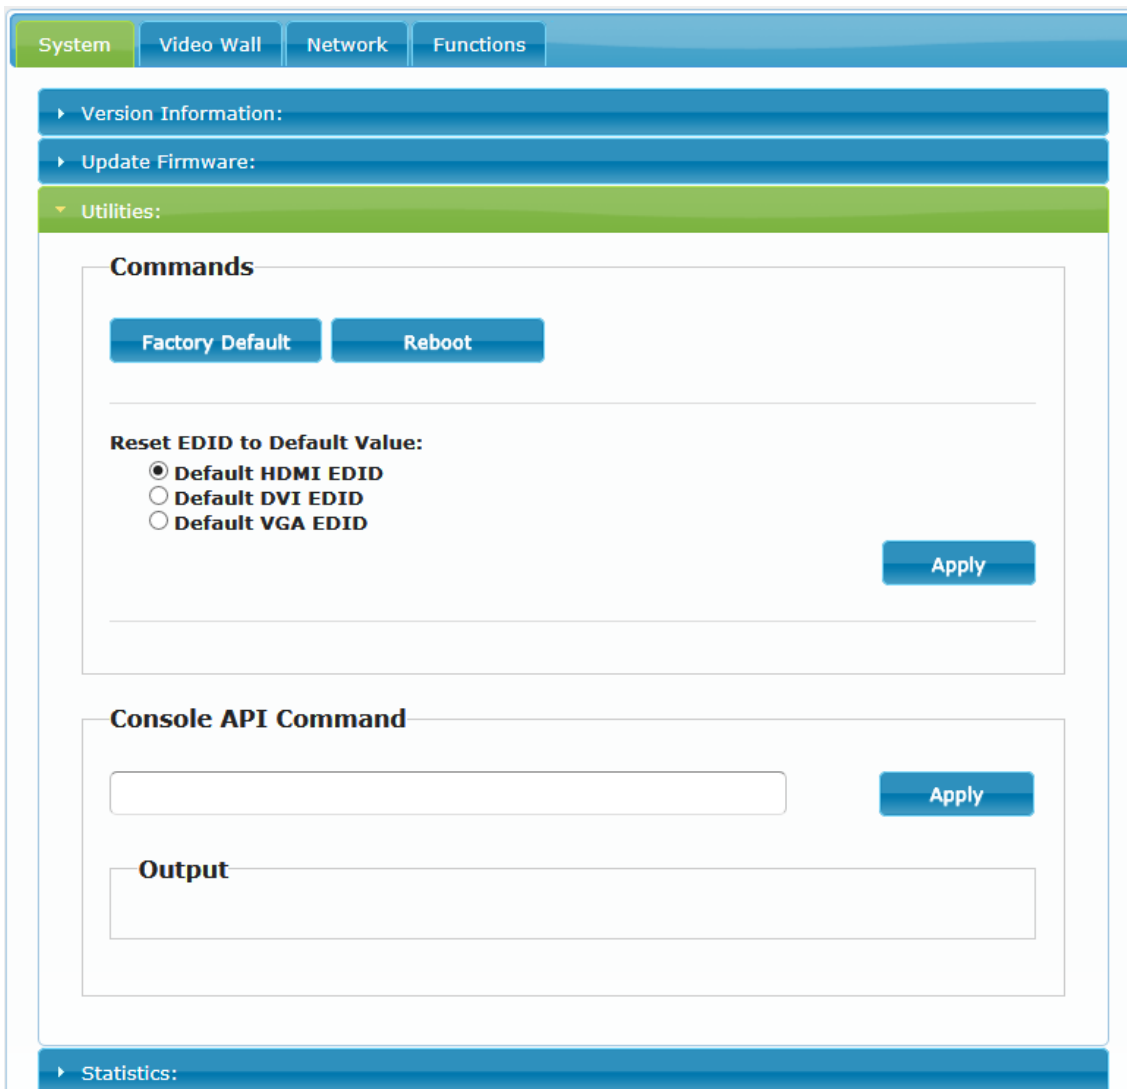 System Video Wall Network Functions
Version Information:
Update Firmware:
Utilities:
Commands
Factory Default Reboot
Reset EDID to Default Value:
Default HDMI EDID
Default DVI EDID
Default VGA EDID
Apply
Console API Command
Apply
Output
Statistics: